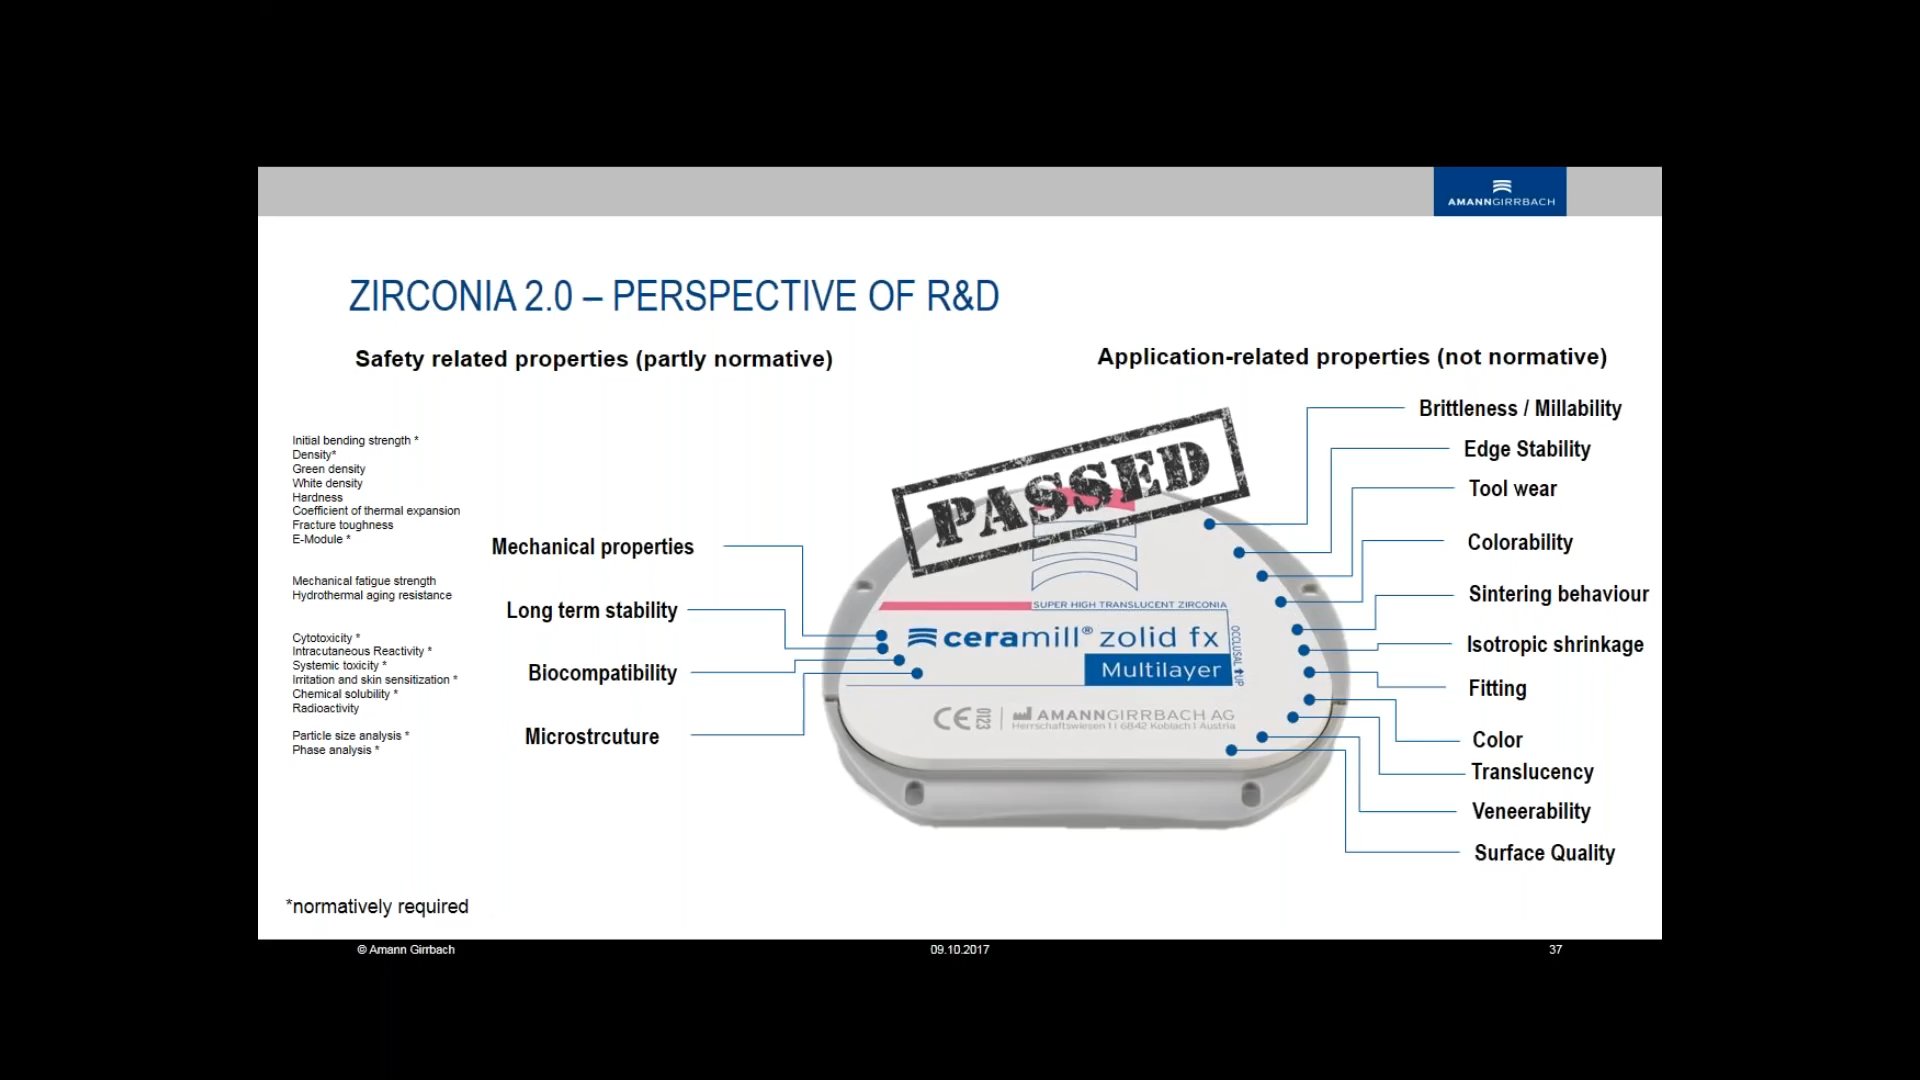 AMANNGIRRBACH
ZIRCONIA 2.0 – PERSPECTIVE OF R&D
Safety related properties (partly normative)
Application-related properties (not normative)
Initial bending strength *
Density*
Green density
White density
Hardness
Coefficient of thermal expansion
Fracture toughness
E-Module *
Mechanical fatigue strength
Hydrothermal aging resistance
Cytotoxicity *
Intracutaneous Reactivity *
Systemic toxicity *
Irritation and skin sensitization *
Chemical solubility *
Radioactivity
Particle size analysis *
Phase analysis *
Mechanical properties
Long term stability
Biocompatibility
Microstrcuture
PASSED
SUPER HIGH TRANSLUCENT ZIRCONIA
ceramill® zolid fx
Multilayer
OCCLUSAL UP
CE 0123
AMANNGIRRBACH AG
Herrschaftswiesen 1 | 6842 Koblach | Austria
Brittleness / Millability
Edge Stability
Tool wear
Colorability
Sintering behaviour
Isotropic shrinkage
Fitting
Color
Translucency
Veneerability
Surface Quality
*normatively required
© Amann Girrbach
09.10.2017
37